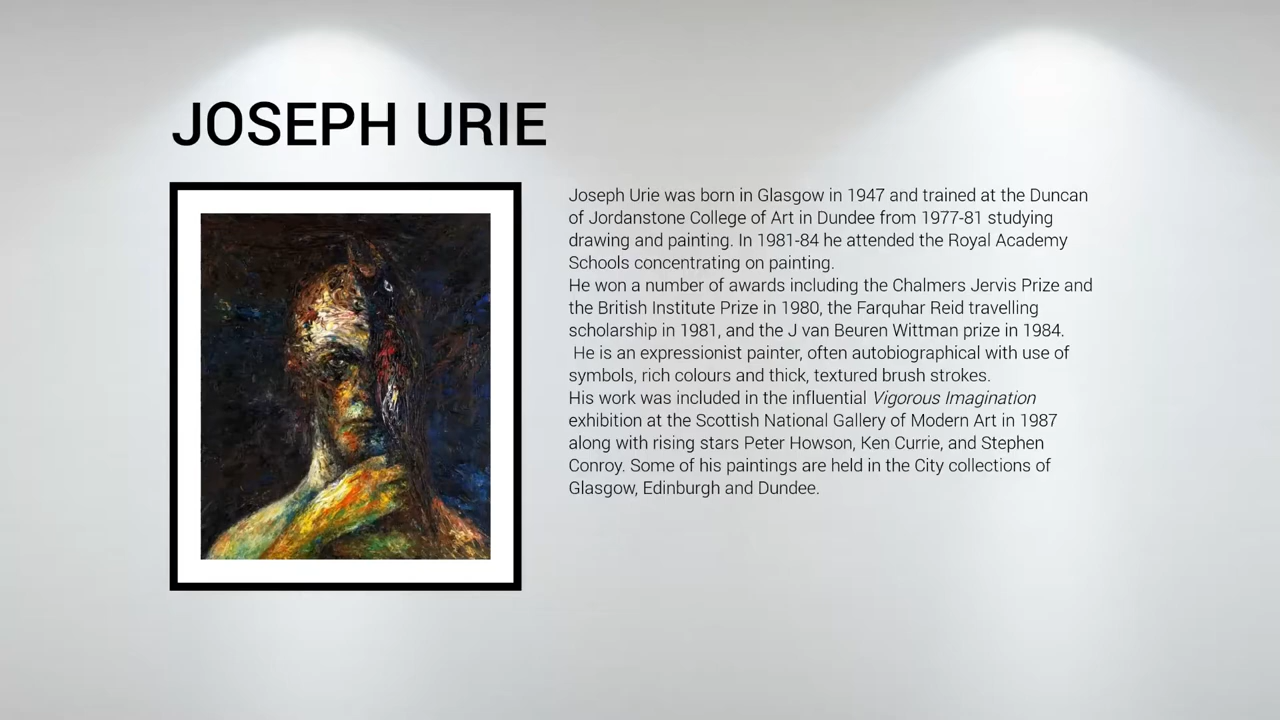 JOSEPH URIE
Joseph Urie was born in Glasgow in 1947 and trained at the Duncan
of Jordanstone College of Art in Dundee from 1977-81 studying
drawing and painting. In 1981-84 he attended the Royal Academy
Schools concentrating on painting.
He won a number of awards including the Chalmers Jervis Prize and
the British Institute Prize in 1980, the Farquhar Reid travelling
scholarship in 1981, and the J van Beuren Wittman prize in 1984.
He is an expressionist painter, often autobiographical with use of
symbols, rich colours and thick, textured brush strokes.
His work was included in the influential Vigorous Imagination
exhibition at the Scottish National Gallery of Modern Art in 1987
along with rising stars Peter Howson, Ken Currie, and Stephen
Conroy. Some of his paintings are held in the City collections of
Glasgow, Edinburgh and Dundee.